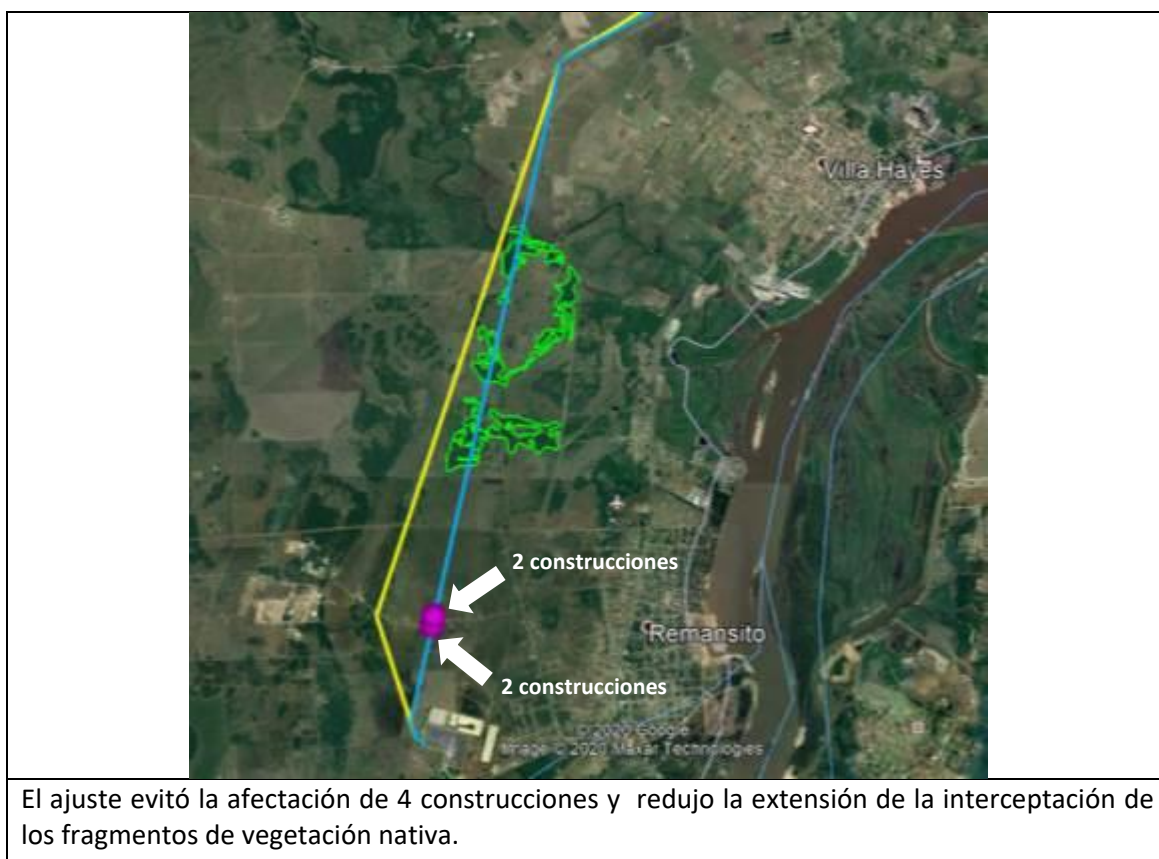 Villa Hayes
2 construcciones
Remansito
2 construcciones
© 2020 Google
Image © 2020 Maxar Technologies
El ajuste evitó la afectación de 4 construcciones y redujo la extensión de la interceptación de
los fragmentos de vegetación nativa.